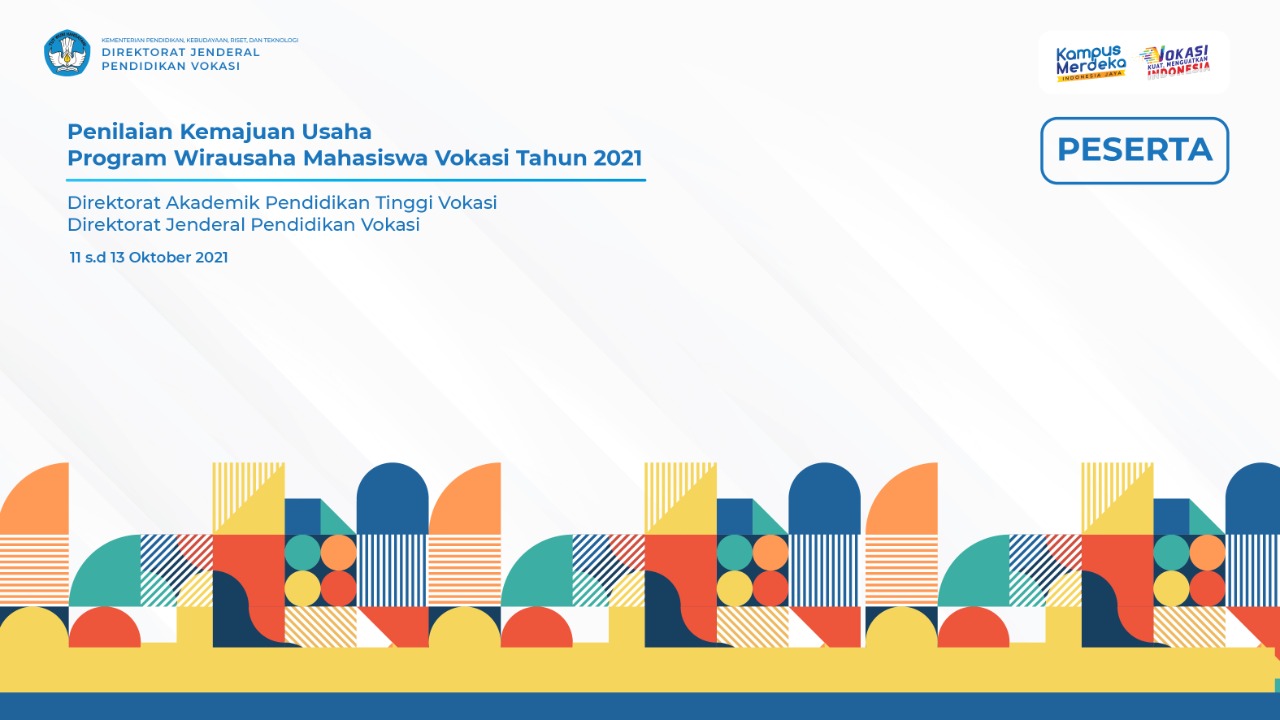 KEMENTERIAN PENDIDIKAN, KEBUDAYAAN, RISET, DAN TEKNOLOGI
DIREKTORAT JENDERAL
PENDIDIKAN VOKASI
Kampus
Merdeka
INDONESIA JAYA
VOKASI
KUAT, MENGUATKAN
INDONESIA
Penilaian Kemajuan Usaha
Program Wirausaha Mahasiswa Vokasi Tahun 2021
PESERTA
Direktorat Akademik Pendidikan Tinggi Vokasi
Direktorat Jenderal Pendidikan Vokasi
11 s.d 13 Oktober 2021